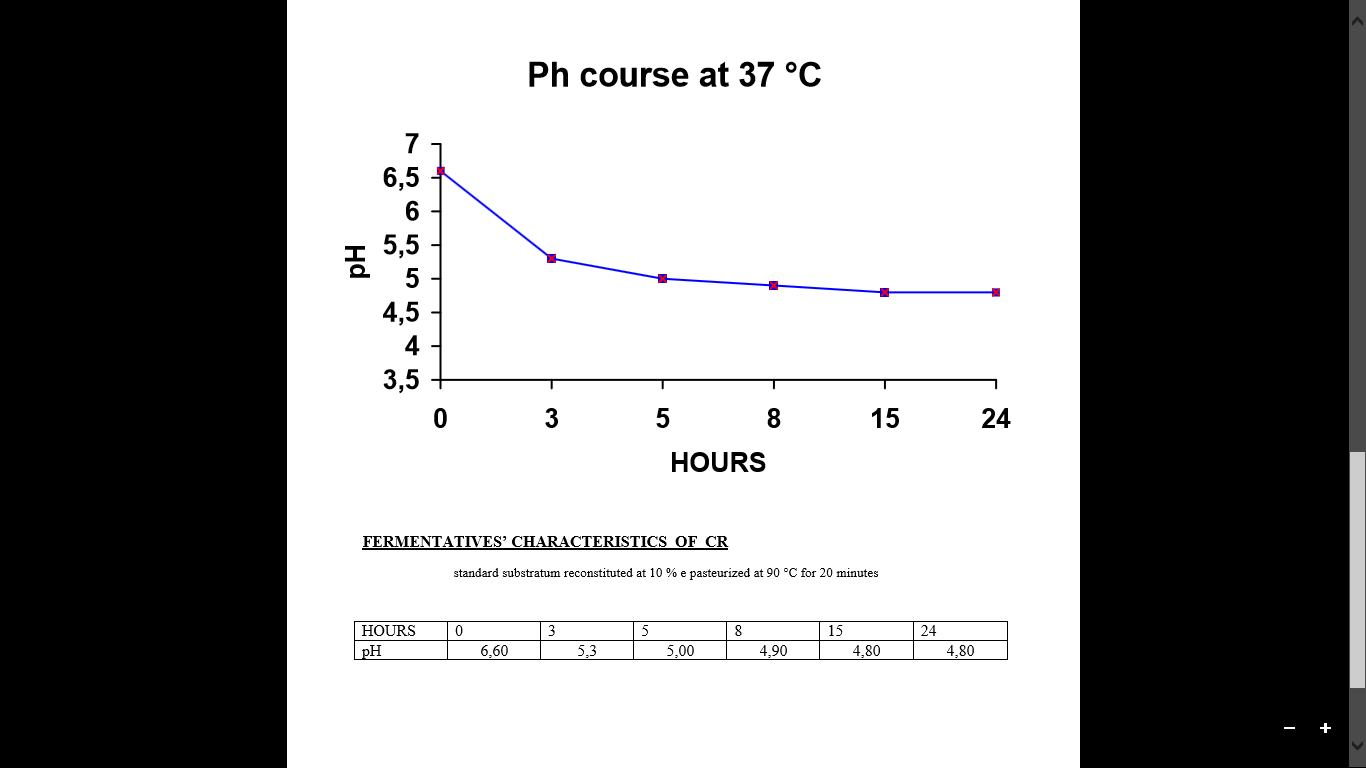 Ph course at 37 °C
7
6,5
6
5,5
5
4,5
4
3,5
pH
0 3 5 8 15 24
HOURS
FERMENTATIVES’ CHARACTERISTICS OF CR
standard substratum reconstituted at 10 % e pasteurized at 90 °C for 20 minutes
HOURS 0 3 5 8 15 24
pH 6,60 5,3 5,00 4,90 4,80 4,80